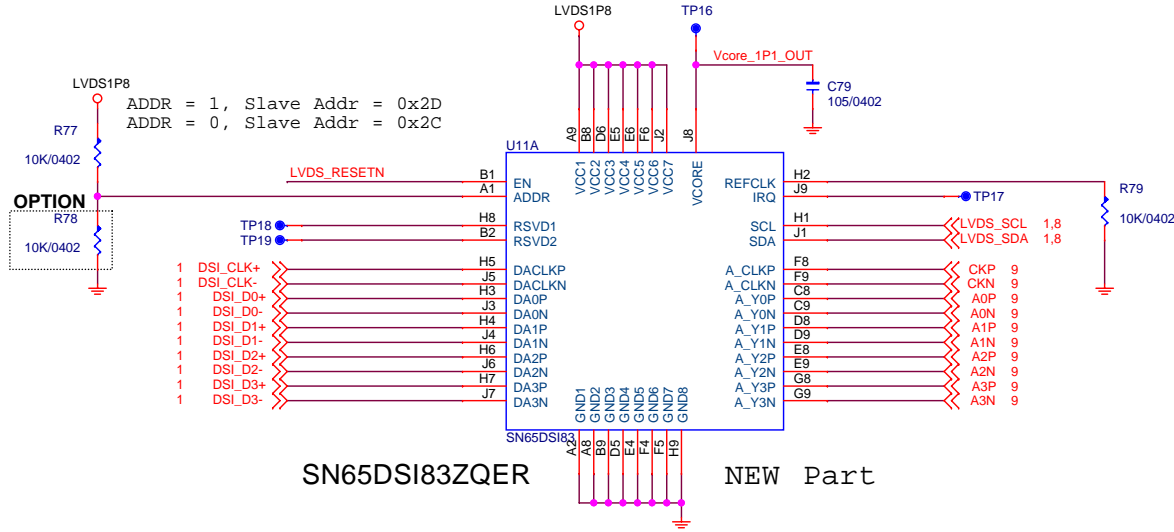 LVDS1P8
TP16
Vcore_1P1_OUT
C79
105/0402
LVDS1P8
ADDR = 1, Slave Addr = 0x2D
ADDR = 0, Slave Addr = 0x2C
R77
10K/0402
OPTION
R78
10K/0402
A9 B8 D6 E5 E6 F6 J2 J8
U11A
VCC1 VCC2 VCC3 VCC4 VCC5 VCC6 VCC7 VCORE
LVDS_RESETN B1 EN
A1 ADDR
TP18 H8 RSVD1
TP19 B2 RSVD2
1 DSI_CLK+ H5 DACLKP
1 DSI_CLK- J5 DACLKN
1 DSI_D0+ H3 DA0P
1 DSI_D0- J3 DA0N
1 DSI_D1+ H4 DA1P
1 DSI_D1- J4 DA1N
1 DSI_D2+ H6 DA2P
1 DSI_D2- J6 DA2N
1 DSI_D3+ H7 DA3P
1 DSI_D3- J7 DA3N
REFCLK H2
R79
10K/0402
IRQ J9 TP17
SCL H1 LVDS_SCL 1,8
SDA J1 LVDS_SDA 1,8
A_CLKP F8 CKP 9
A_CLKN F9 CKN 9
A_Y0P C8 A0P 9
A_Y0N C9 A0N 9
A_Y1P D8 A1P 9
A_Y1N D9 A1N 9
A_Y2P E8 A2P 9
A_Y2N E9 A2N 9
A_Y3P G8 A3P 9
A_Y3N G9 A3N 9
GND1 GND2 GND3 GND4 GND5 GND6 GND7 GND8
SN65DSI83
A2 A8 B9 D5 E4 F4 F5 H9
SN65DSI83ZQER
NEW Part